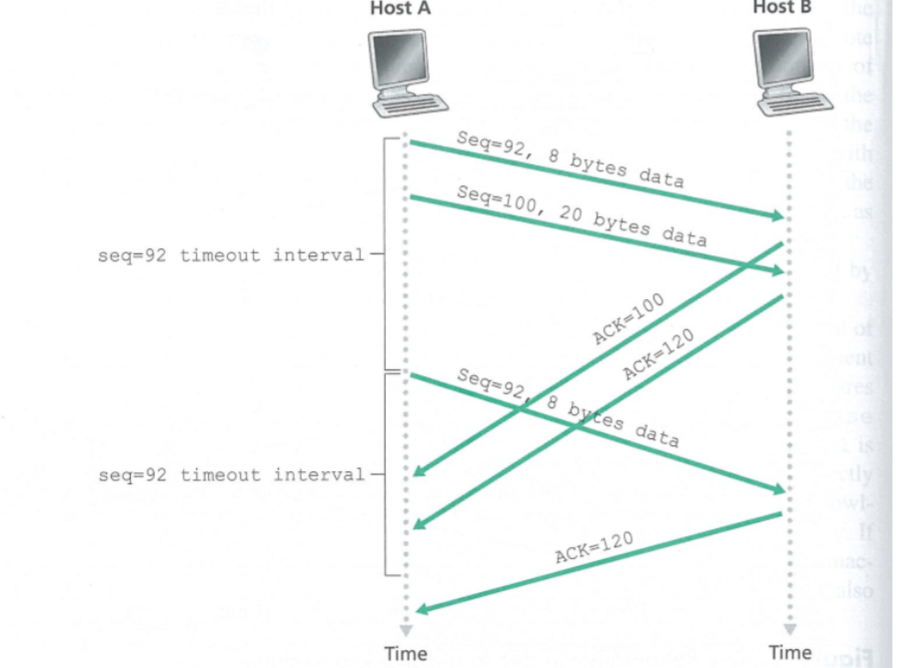 Host A
Host B
Seq=92, 8 bytes data
Seq=100, 20 bytes data
seq=92 timeout interval
ACK=100
ACK=120
Seq=92, 8 bytes data
seq=92 timeout interval
ACK=120
Time
Time